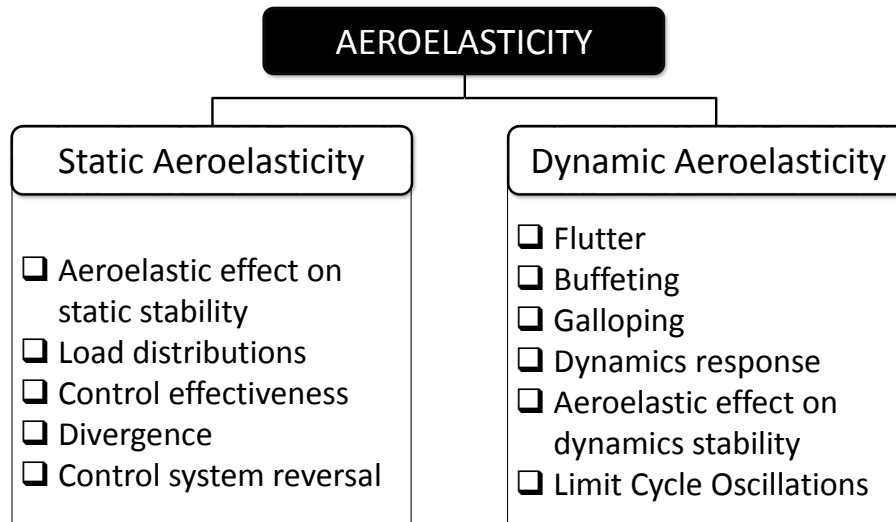 AEROELASTICITY
Static Aeroelasticity
Aeroelastic effect on
static stability
Load distributions
Control effectiveness
Divergence
Control system reversal
Dynamic Aeroelasticity
Flutter
Buffeting
Galloping
Dynamics response
Aeroelastic effect on
dynamics stability
Limit Cycle Oscillations